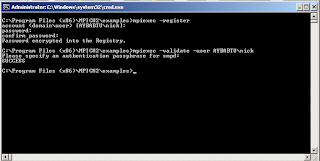 Administrator: C:\Windows\system32\cmd.exe
C:\Program Files (x86)\MPICH2\examples>mpiexec -register
account (domain\user) [AYBABTU\nick]:
password:
confirm password:
Password encrypted into the Registry.
C:\Program Files (x86)\MPICH2\examples>mpiexec -validate -user AYBABTU\nick
Please specify an authentication passphrase for smpd:
SUCCESS
C:\Program Files (x86)\MPICH2\examples>